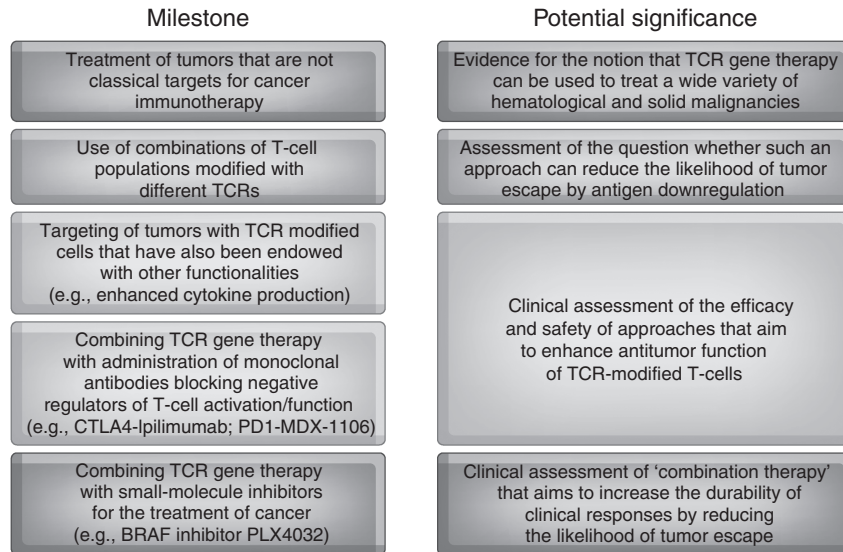 Milestone
Potential significance
Treatment of tumors that are not
classical targets for cancer
immunotherapy
Evidence for the notion that TCR gene therapy
can be used to treat a wide variety of
hematological and solid malignancies
Use of combinations of T-cell
populations modified with
different TCRs
Assessment of the question whether such an
approach can reduce the likelihood of tumor
escape by antigen downregulation
Targeting of tumors with TCR modified
cells that have also been endowed
with other functionalities
(e.g., enhanced cytokine production)
Combining TCR gene therapy
with administration of monoclonal
antibodies blocking negative
regulators of T-cell activation/function
(e.g., CTLA4-Ipilimumab; PD1-MDX-1106)
Clinical assessment of the efficacy
and safety of approaches that aim
to enhance antitumor function
of TCR-modified T-cells
Combining TCR gene therapy
with small-molecule inhibitors
for the treatment of cancer
(e.g., BRAF inhibitor PLX4032)
Clinical assessment of ‘combination therapy’
that aims to increase the durability of
clinical responses by reducing
the likelihood of tumor escape